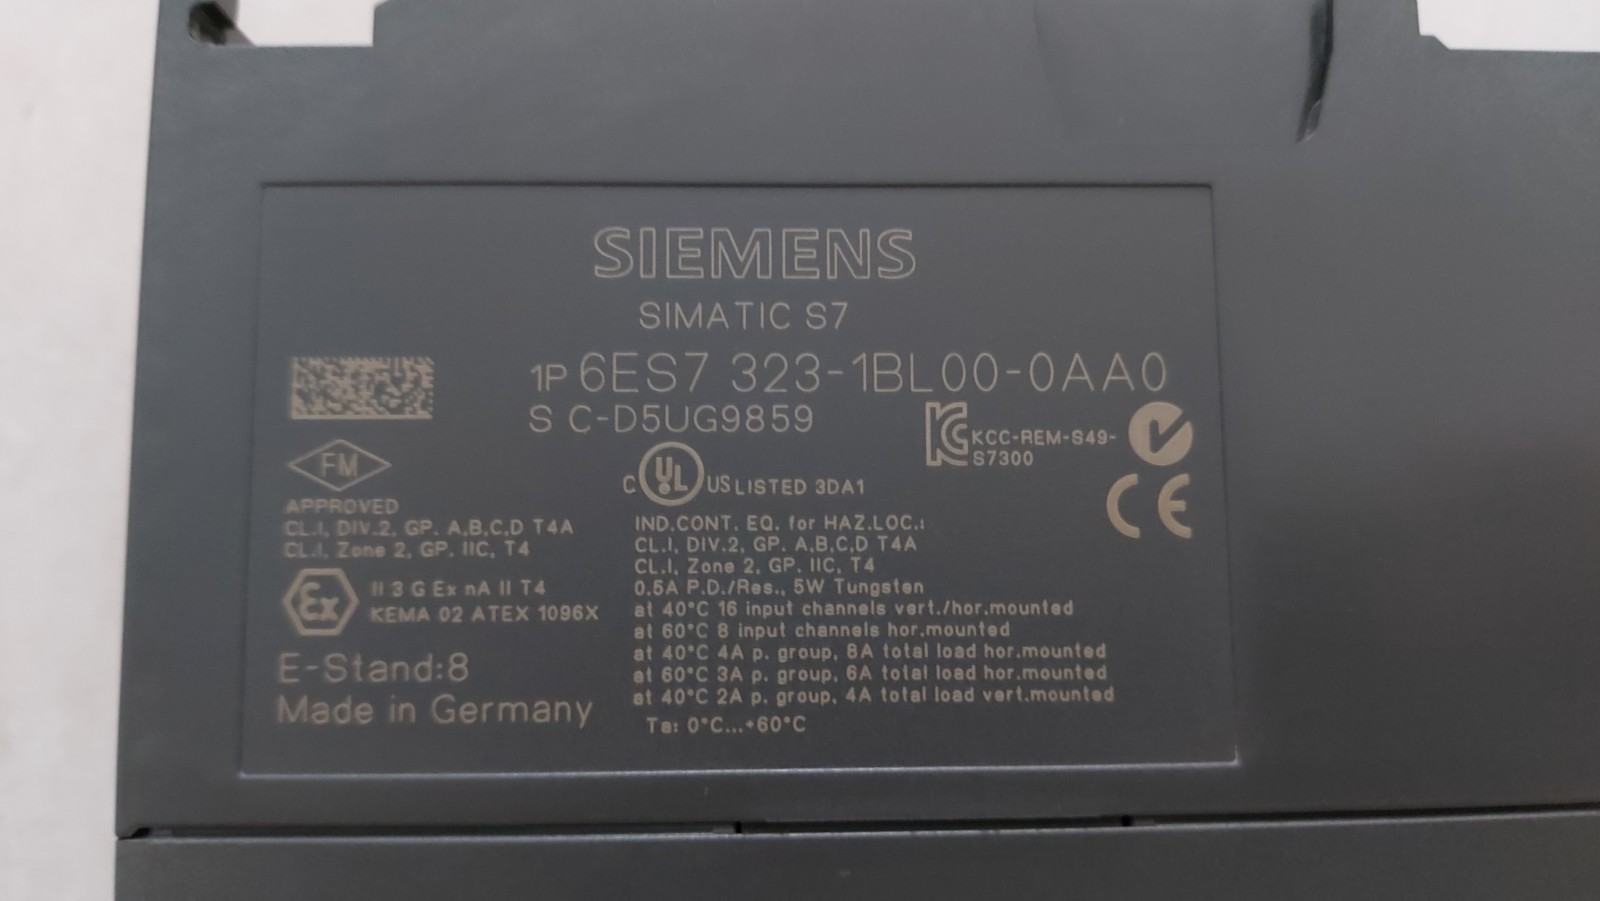 SIEMENS
SIMATIC S7
1P 6ES7 323-1BL00-0AA0
S C-D5UG9859
KCC-REM-S49-
S7300
FM
APPROVED
CL.I, DIV.2, GP. A,B,C,D T4A
CL.I, Zone 2, GP. IIC, T4
Ex
II 3 G Ex nA II T4
KEMA 02 ATEX 1096X
E-Stand:8
Made in Germany
C UL US LISTED 3DA1
IND.CONT. EQ. for HAZ.LOC.:
CL.I, DIV.2, GP. A,B,C,D T4A
CL.I, Zone 2, GP. IIC, T4
0.5A P.D./Res., 5W Tungsten
at 40°C 16 input channels vert./hor.mounted
at 60°C 8 input channels hor.mounted
at 40°C 4A p. group, 8A total load hor.mounted
at 60°C 3A p. group, 6A total load hor.mounted
at 40°C 2A p. group, 4A total load vert.mounted
Ta: 0°C...+60°C
CE